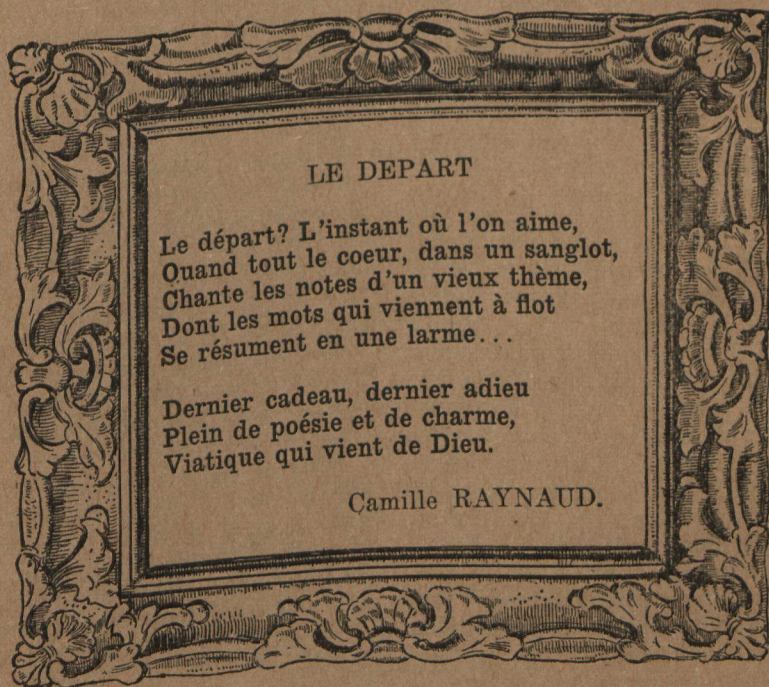 LE DEPART
Le départ? L'instant où l'on aime,
Quand tout le coeur, dans un sanglot,
Chante les notes d'un vieux thème,
Dont les mots qui viennent à flot
Se résument en une larme...
Dernier cadeau, dernier adieu
Plein de poésie et de charme,
Viatique qui vient de Dieu.
Camille RAYNAUD.